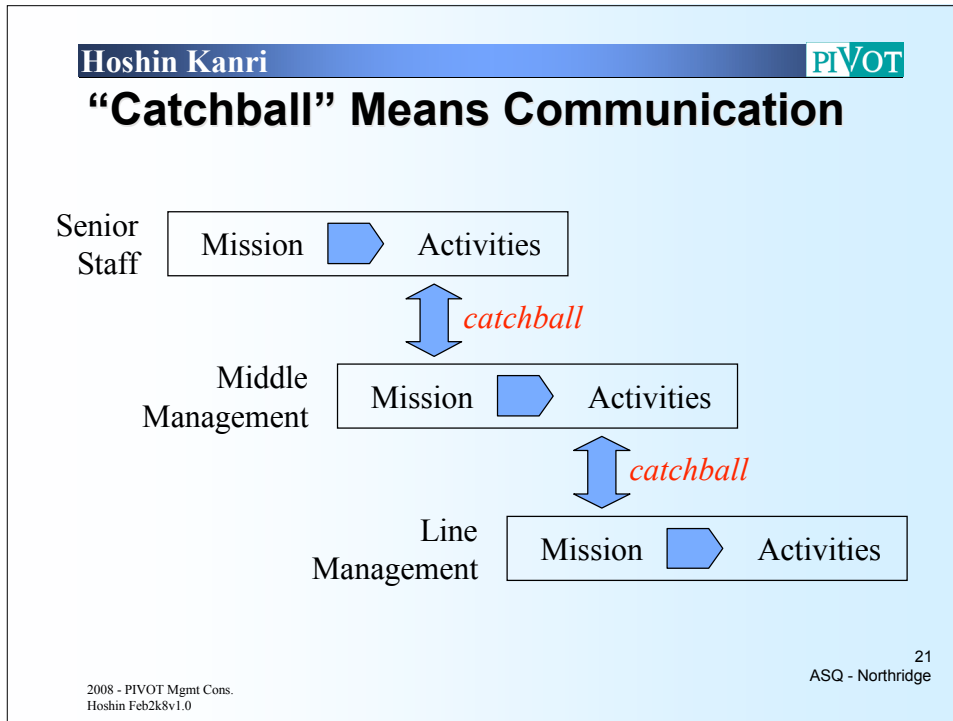 Hoshin Kanri
PIVOT
“Catchball” Means Communication
Senior
Staff
Mission Activities
catchball
Middle
Management
Mission Activities
catchball
Line
Management
Mission Activities
21
ASQ - Northridge
2008 - PIVOT Mgmt Cons.
Hoshin Feb2k8v1.0